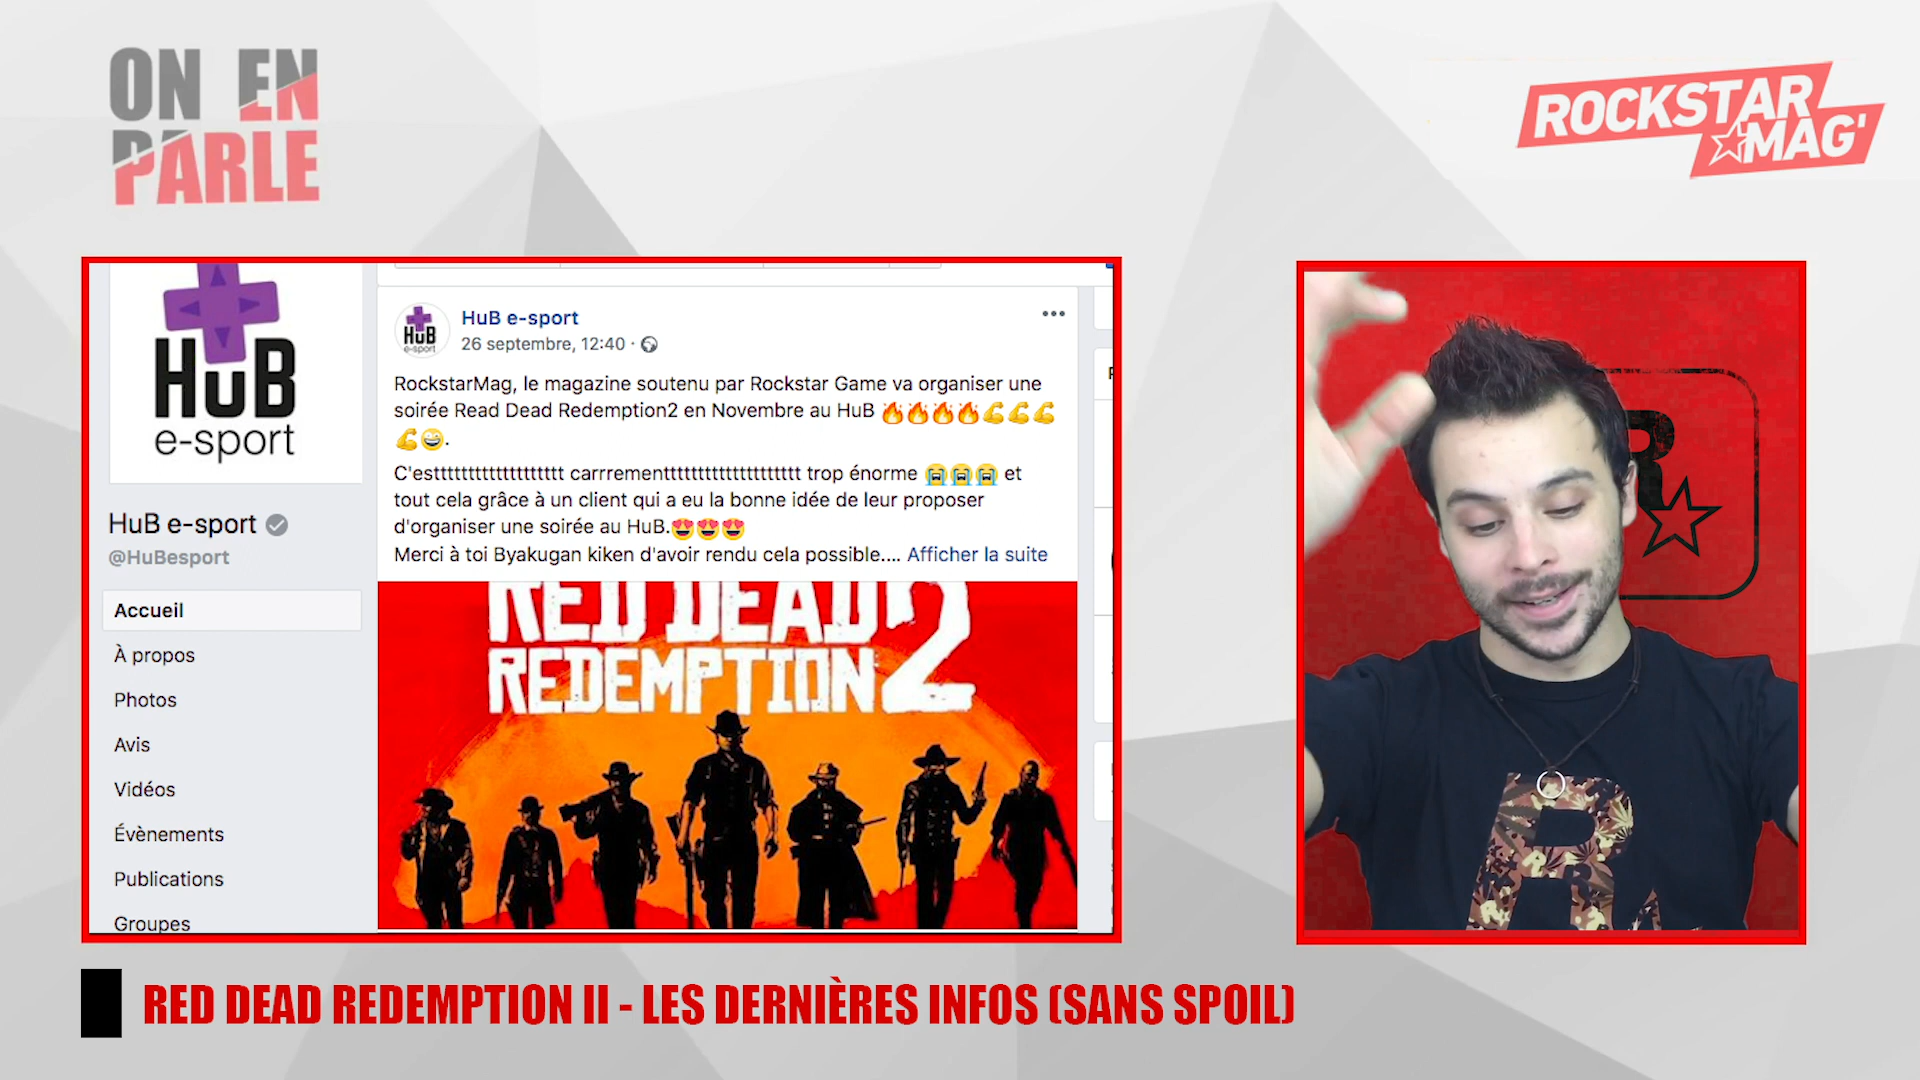 ON EN
PARLE
ROCKSTAR
MAG'
HuB
e-sport
HuB e-sport
@HuBesport
Accueil
À propos
Photos
Avis
Vidéos
Évènements
Publications
Groupes
HuB
e-sport
HuB e-sport
26 septembre, 12:40 ·
RockstarMag, le magazine soutenu par Rockstar Game va organiser une
soirée Read Dead Redemption2 en Novembre au HuB 🔥🔥🔥🔥💪💪💪
💪😜.
C'esttttttttttttttttttt carrrementttttttttttttttttttt trop énorme 😭😭😭 et
tout cela grâce à un client qui a eu la bonne idée de leur proposer
d'organiser une soirée au HuB.😍😍😍
Merci à toi Byakugan kiken d'avoir rendu cela possible.... Afficher la suite
RED DEAD
REDEMPTION 2
R
R
RED DEAD REDEMPTION II - LES DERNIÈRES INFOS (SANS SPOIL)